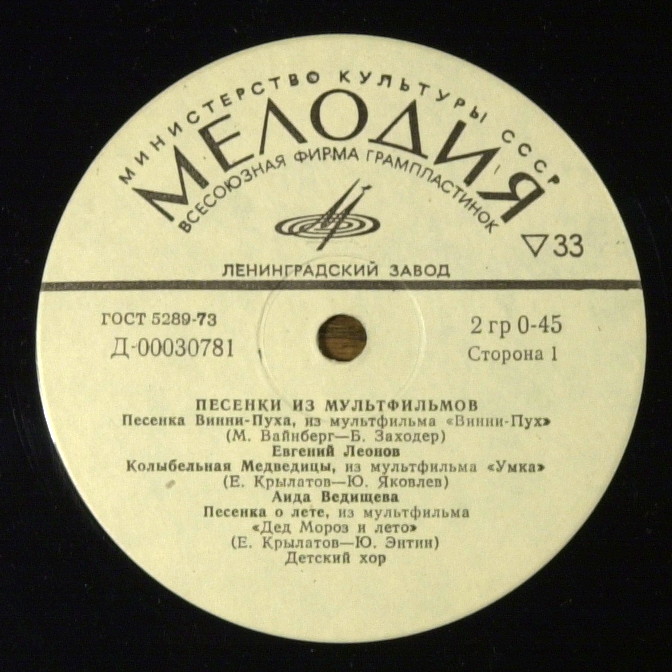 МИНИСТЕРСТВО КУЛЬТУРЫ СССР
МЕЛОДИЯ
ВСЕСОЮЗНАЯ ФИРМА ГРАМПЛАСТИНОК
▽33
ЛЕНИНГРАДСКИЙ ЗАВОД
ГОСТ 5289-73
2 гр 0-45
Д-00030781
Сторона 1
ПЕСЕНКИ ИЗ МУЛЬТФИЛЬМОВ
Песенка Винни-Пуха, из мультфильма «Винни-Пух»
(М. Вайнберг—Б. Заходер)
Евгений Леонов
Колыбельная Медведицы, из мультфильма «Умка»
(Е. Крылатов—Ю. Яковлев)
Аида Ведищева
Песенка о лете, из мультфильма
«Дед Мороз и лето»
(Е. Крылатов—Ю. Энтин)
Детский хор